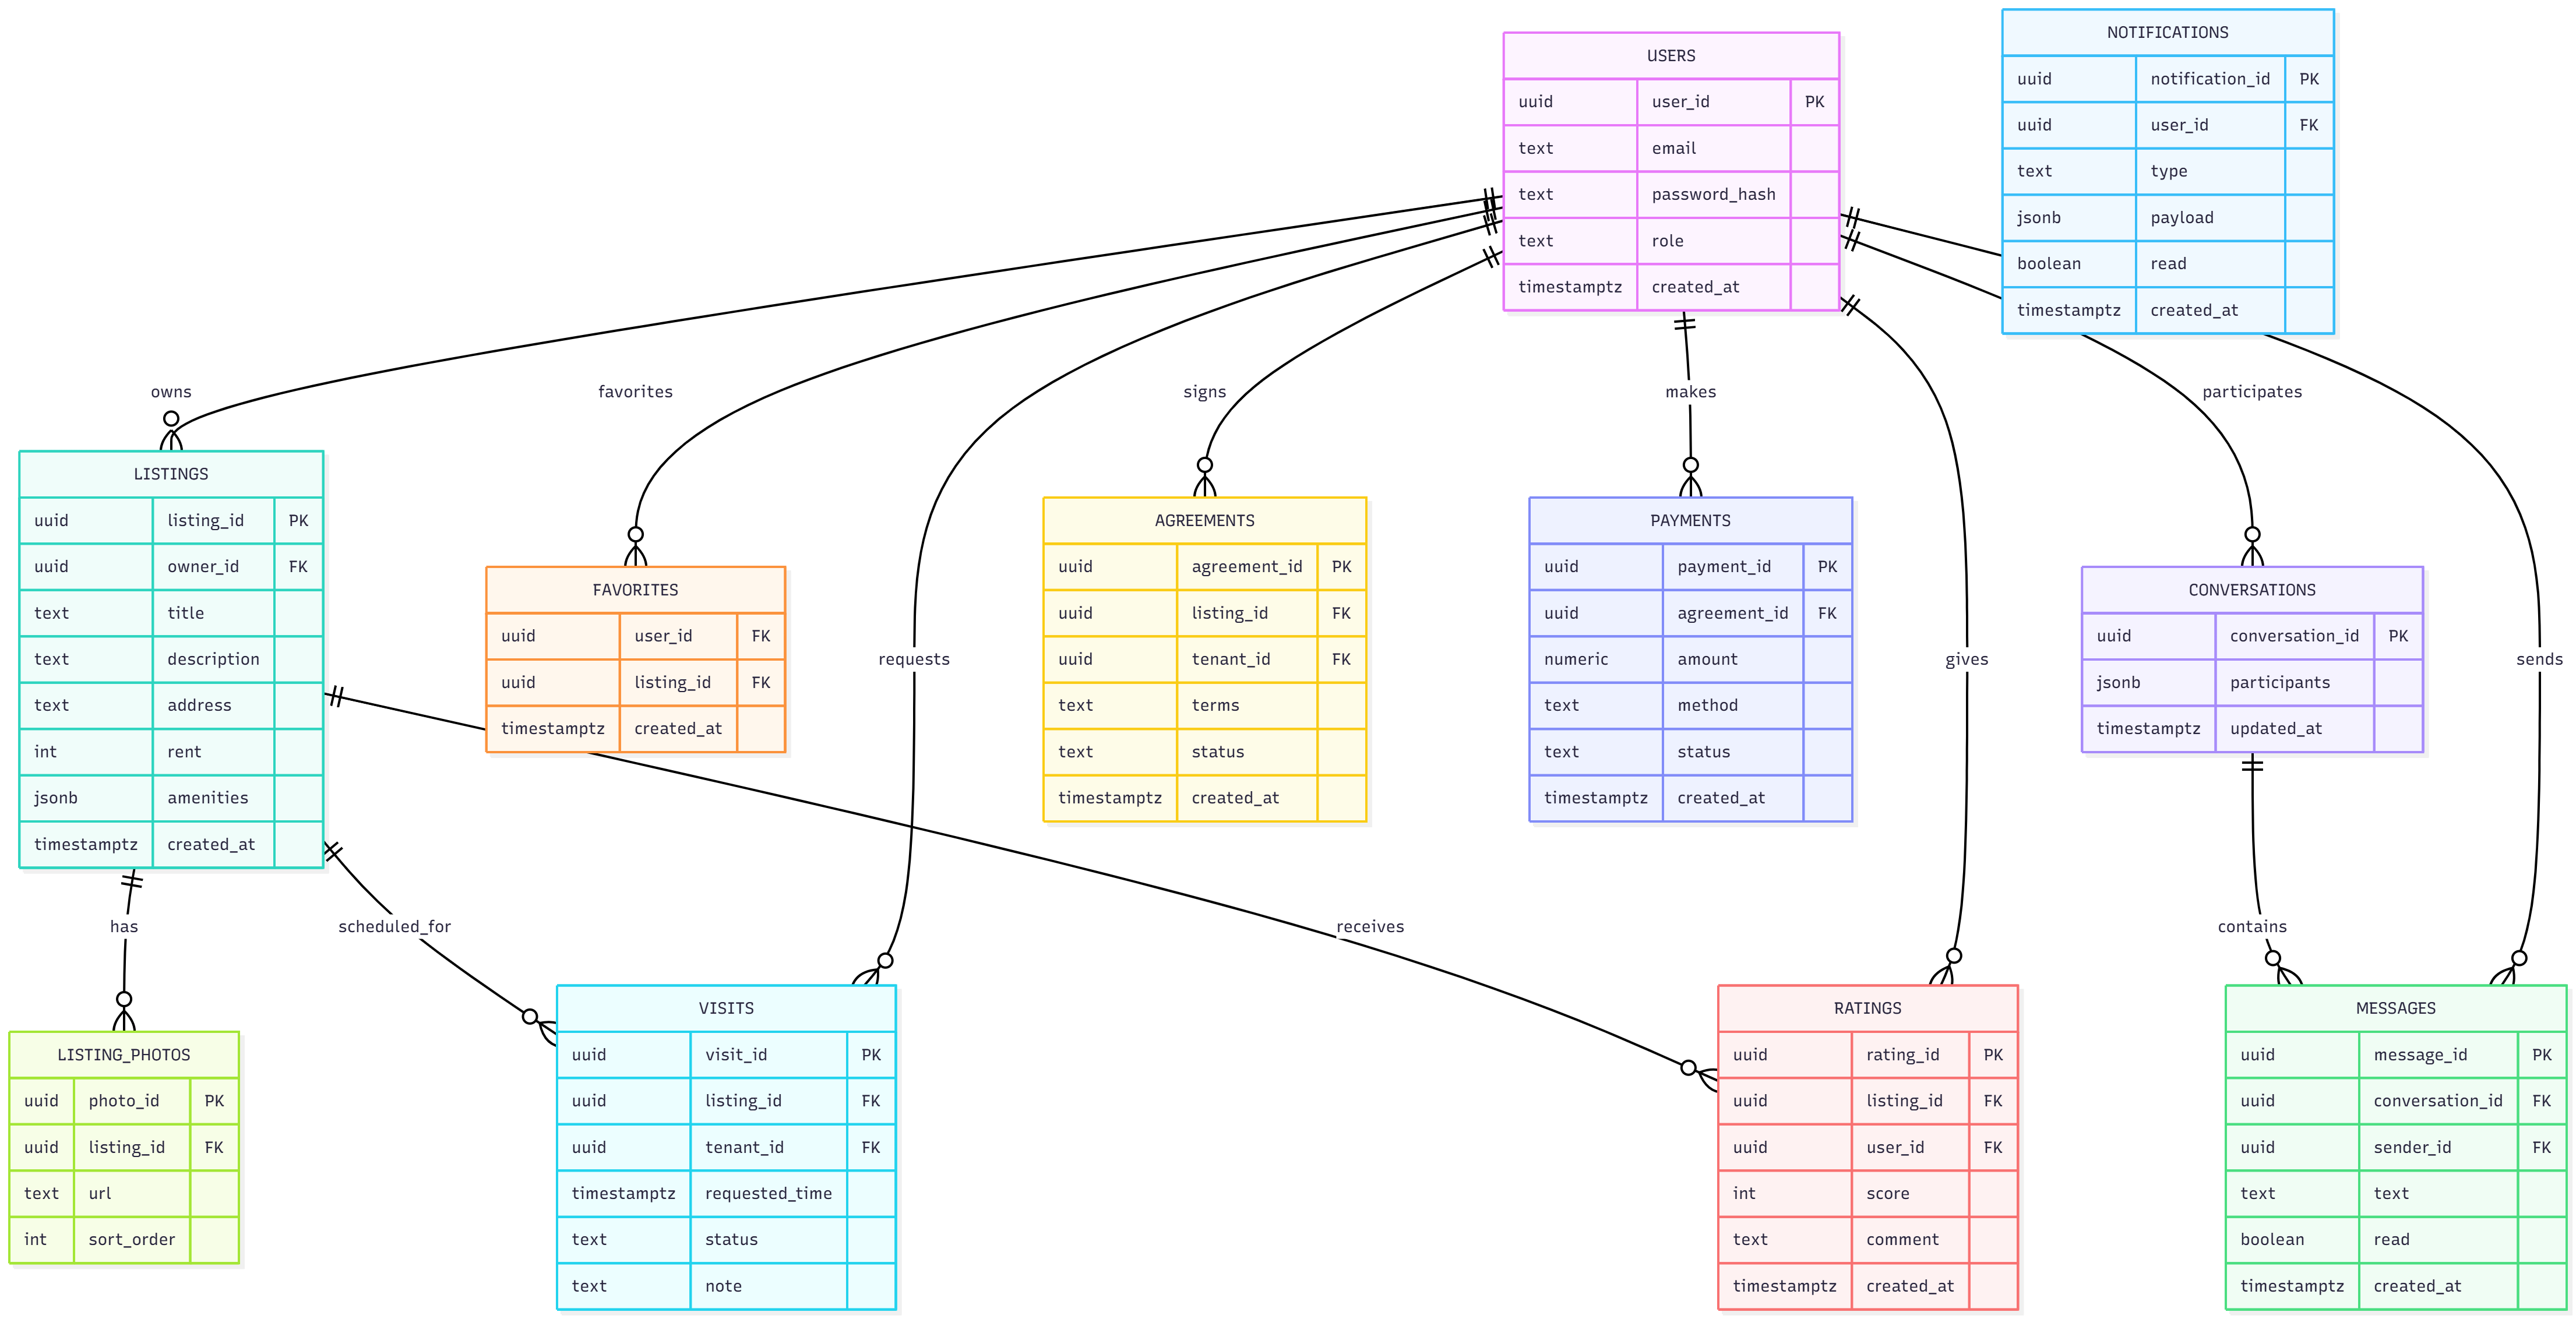 USERS
uuid user_id PK
text email
text password_hash
text role
timestamptz created_at
NOTIFICATIONS
uuid notification_id PK
uuid user_id FK
text type
jsonb payload
boolean read
timestamptz created_at
owns
favorites
signs
makes
participates
LISTINGS
uuid listing_id PK
uuid owner_id FK
text title
text description
text address
int rent
jsonb amenities
timestamptz created_at
FAVORITES
uuid user_id FK
uuid listing_id FK
timestamptz created_at
requests
AGREEMENTS
uuid agreement_id PK
uuid listing_id FK
uuid tenant_id FK
text terms
text status
timestamptz created_at
PAYMENTS
uuid payment_id PK
uuid agreement_id FK
numeric amount
text method
text status
timestamptz created_at
gives
CONVERSATIONS
uuid conversation_id PK
jsonb participants
timestamptz updated_at
sends
has
scheduled_for
receives
contains
LISTING_PHOTOS
uuid photo_id PK
uuid listing_id FK
text url
int sort_order
VISITS
uuid visit_id PK
uuid listing_id FK
uuid tenant_id FK
timestamptz requested_time
text status
text note
RATINGS
uuid rating_id PK
uuid listing_id FK
uuid user_id FK
int score
text comment
timestamptz created_at
MESSAGES
uuid message_id PK
uuid conversation_id FK
uuid sender_id FK
text text
boolean read
timestamptz created_at